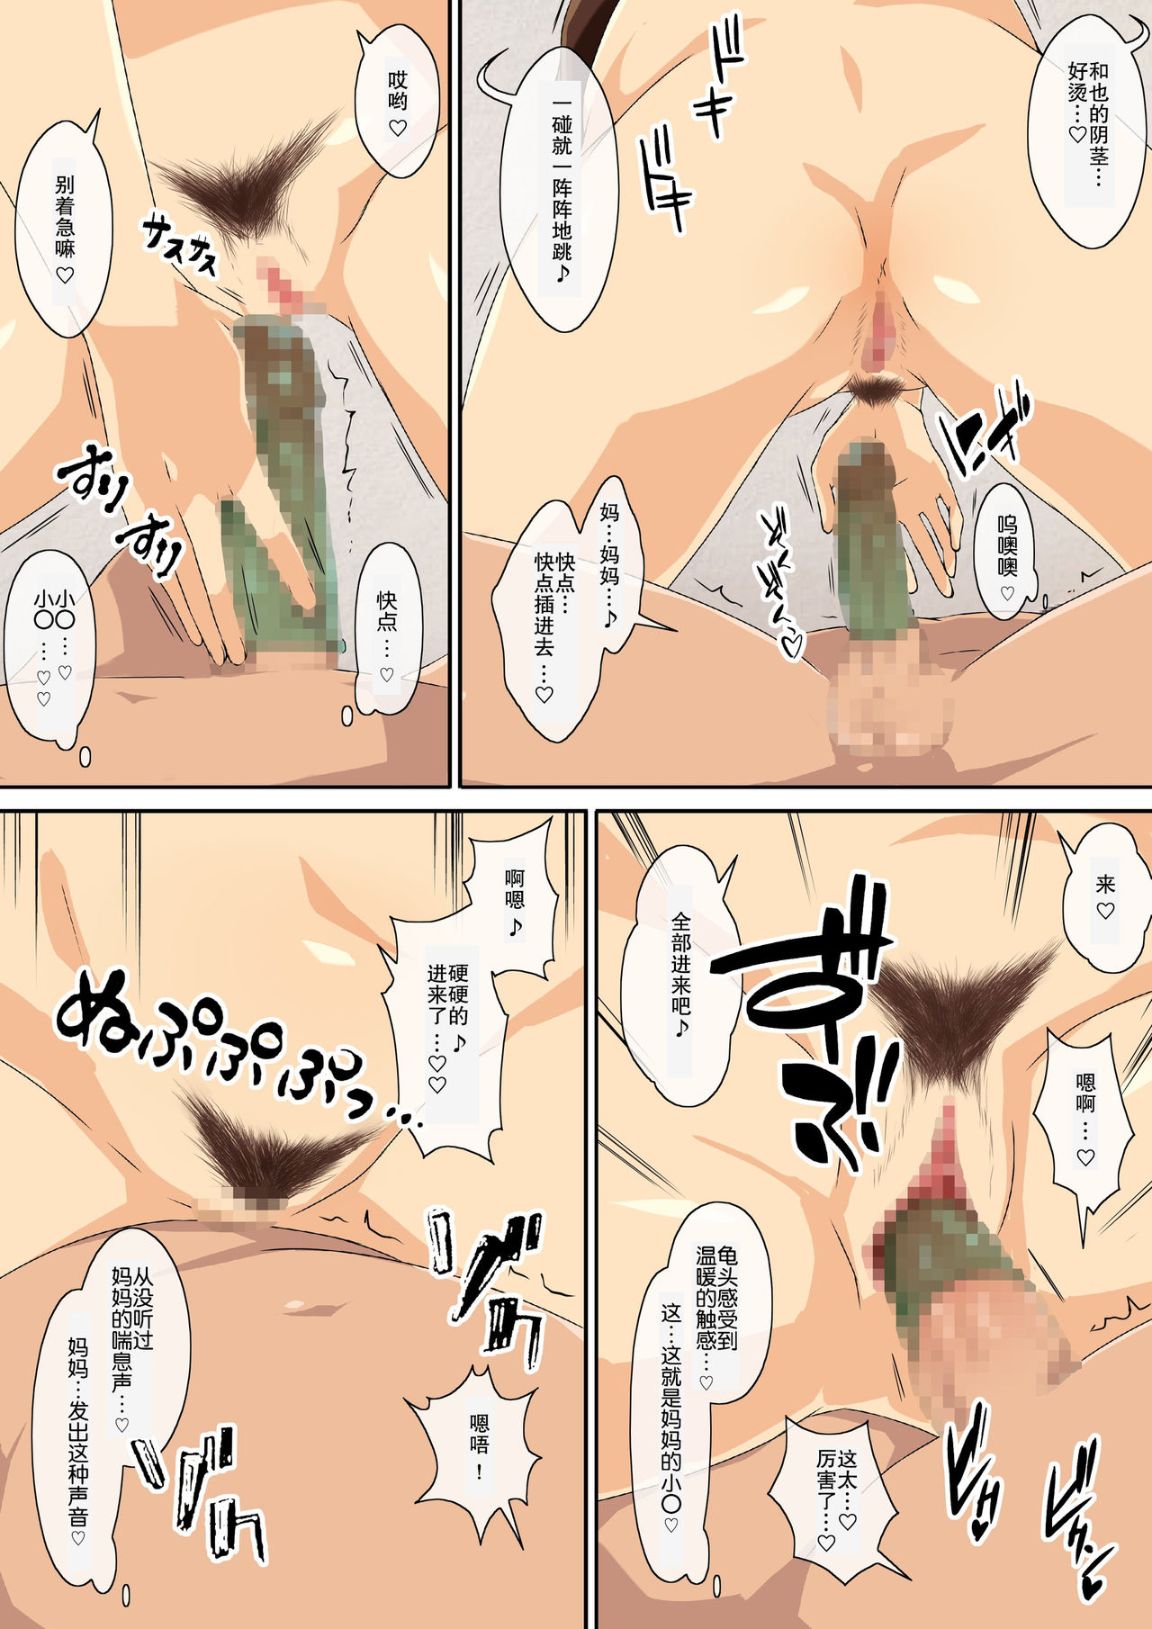 和也的阴茎…
好烫…♡
一碰就一阵阵地跳♪
ドキ
ドキ
呜噢噢♡
妈…妈妈…♪
快点…
快点插进去…♡
哎哟♡
别着急嘛♡
サスサス
すり
すり
快点…♡
小〇…♡
小〇…♡♡
来♡
全部进来吧♪
嗯啊…♡
龟头感受到
温暖的触感…♡
这…这就是妈妈的小〇♡
这太…♡
厉害了…♡
啊嗯♪
硬硬的♪
进来了…♡♡
ぬぷぷぷっ…
嗯唔！
从没听过
妈妈的喘息声…♡
妈妈…发出这种声音♡